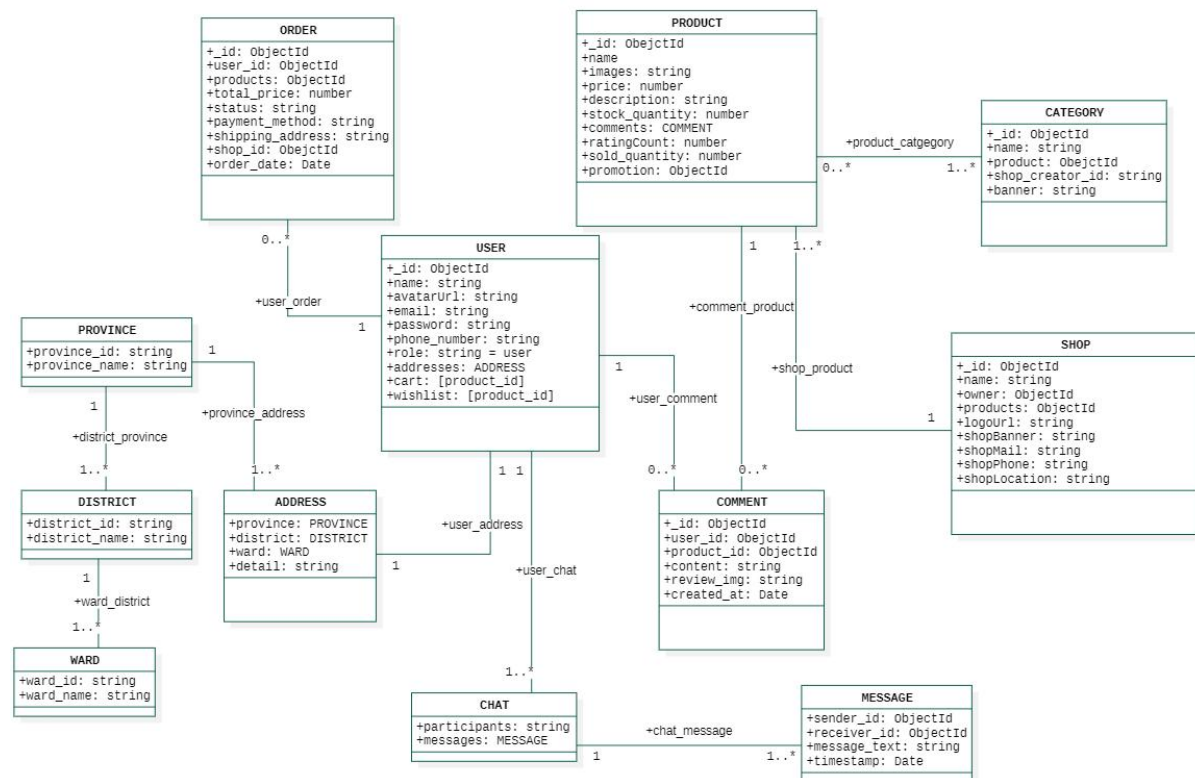 ORDER
+_id: ObjectId
+user_id: ObjectId
+products: ObjectId
+total_price: number
+status: string
+payment_method: string
+shipping_address: string
+shop_id: ObejctId
+order_date: Date
PRODUCT
+_id: ObejctId
+name
+images: string
+price: number
+description: string
+stock_quantity: number
+comments: COMMENT
+ratingCount: number
+sold_quantity: number
+promotion: ObjectId
+product_catgegory
0..*
1..*
CATEGORY
+_id: ObjectId
+name: string
+product: ObejctId
+shop_creator_id: string
+banner: string
0..*
+user_order
1
USER
+_id: ObjectId
+name: string
+avatarUrl: string
+email: string
+password: string
+phone_number: string
+role: string = user
+addresses: ADDRESS
+cart: [product_id]
+wishlist: [product_id]
1
+comment_product
0..*
1..*
+shop_product
1
SHOP
+_id: ObjectId
+name: string
+owner: ObjectId
+products: ObjectId
+logoUrl: string
+shopBanner: string
+shopMail: string
+shopPhone: string
+shopLocation: string
PROVINCE
+province_id: string
+province_name: string
1
+province_address
1..*
1
+district_province
1..*
1
+user_comment
0..*
DISTRICT
+district_id: string
+district_name: string
ADDRESS
+province: PROVINCE
+district: DISTRICT
+ward: WARD
+detail: string
1
+user_address
1
1
+user_chat
1..*
COMMENT
+_id: ObjectId
+user_id: ObejctId
+product_id: ObjectId
+content: string
+review_img: string
+created_at: Date
1
+ward_district
1..*
WARD
+ward_id: string
+ward_name: string
CHAT
+participants: string
+messages: MESSAGE
+chat_message
1
1..*
MESSAGE
+sender_id: ObjectId
+receiver_id: ObjectId
+message_text: string
+timestamp: Date